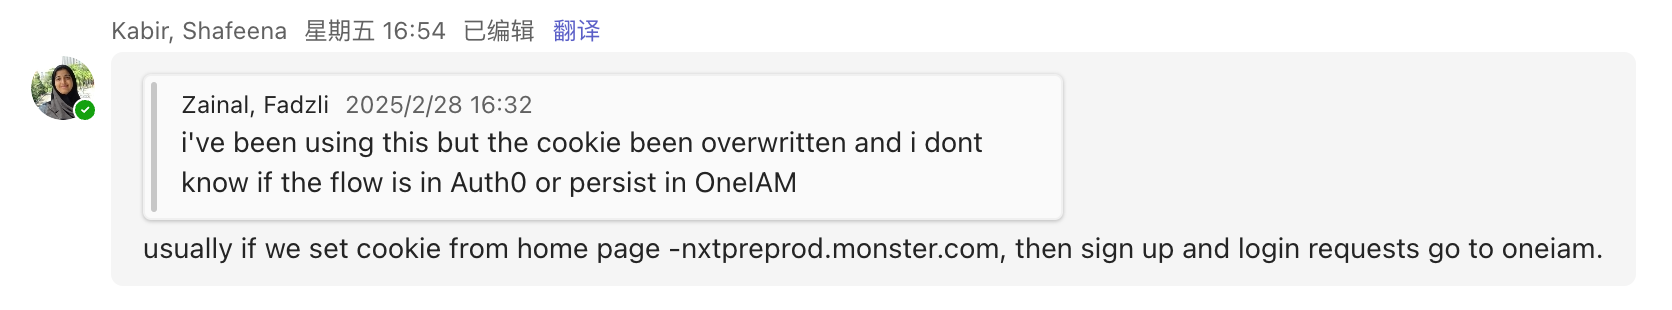 Kabir, Shafeena 星期五 16:54 已编辑 翻译
Zainal, Fadzli 2025/2/28 16:32
i've been using this but the cookie been overwritten and i dont
know if the flow is in Auth0 or persist in OneIAM
usually if we set cookie from home page -nxtpreprod.monster.com, then sign up and login requests go to oneiam.